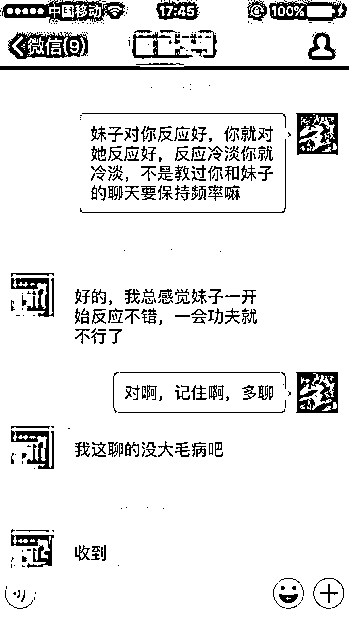 中国移动 17:45 100%
微信(9)
妹子对你反应好，你就对
她反应好，反应冷淡你就
冷淡，不是教过你和妹子
的聊天要保持频率嘛
好的，我总感觉妹子一开
始反应不错，一会功夫就
不行了
对啊，记住啊，多聊
我这聊的没大毛病吧
收到